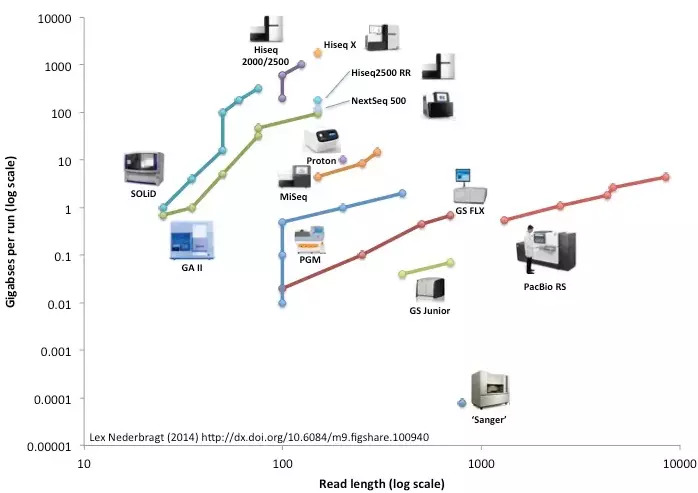 10000
1000
100
10
1
0.1
0.01
0.001
0.0001
0.00001
Gigabses per run (log scale)
Hiseq
2000/2500
Hiseq X
Hiseq2500 RR
NextSeq 500
SOLiD
Proton
MiSeq
GS FLX
GA II
PGM
GS Junior
PacBio RS
‘Sanger’
Lex Nederbragt (2014) http://dx.doi.org/10.6084/m9.figshare.100940
10
100
1000
10000
Read length (log scale)